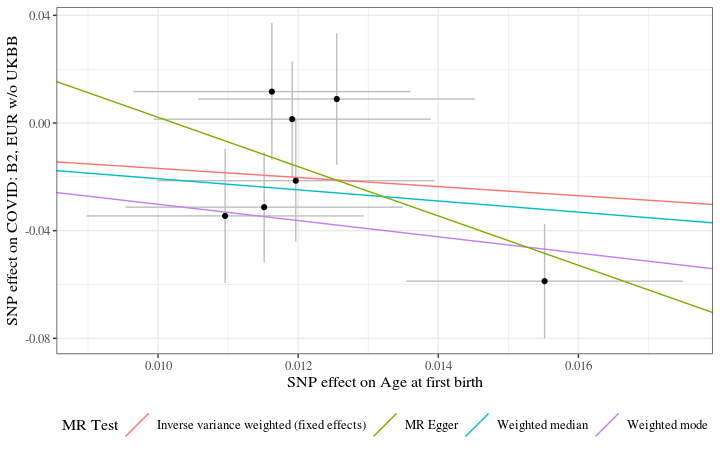 0.04
0.00
-0.04
-0.08
SNP effect on COVID: B2, EUR w/o UKBB
0.010 0.012 0.014 0.016
SNP effect on Age at first birth
MR Test Inverse variance weighted (fixed effects) MR Egger Weighted median Weighted mode